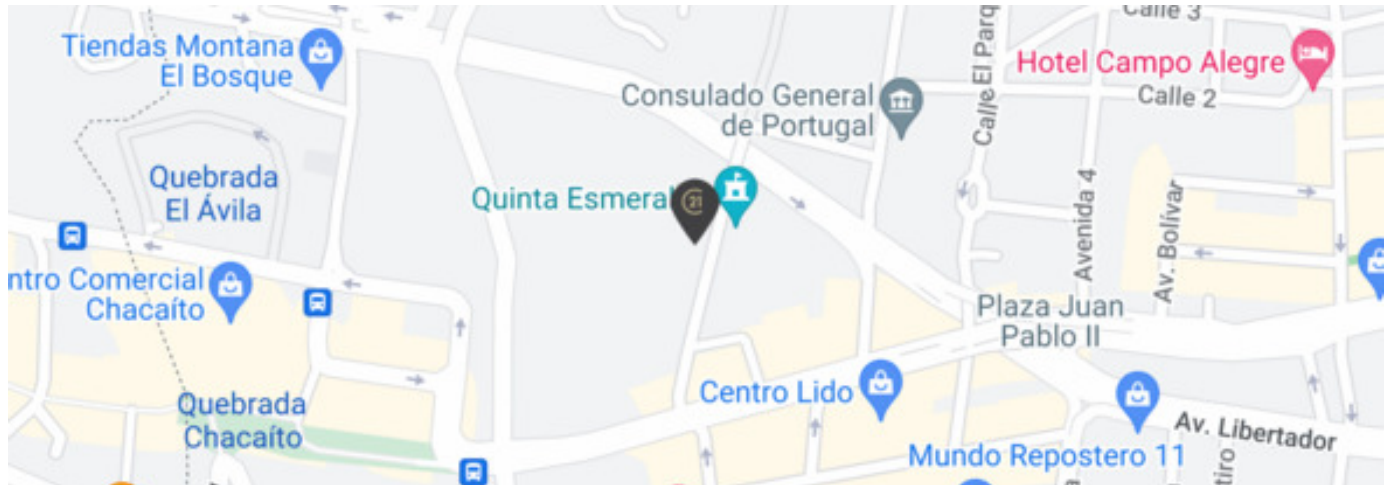 Calle 3
Tiendas Montana
El Bosque
Hotel Campo Alegre
Calle El Parq
Consulado General
de Portugal
Calle 2
Quebrada
El Ávila
Quinta Esmeral
21
Avenida 4
Av. Bolívar
ntro Comercial
Chacaíto
Plaza Juan
Pablo II
Centro Lido
Quebrada
Chacaíto
Av. Libertador
Mundo Repostero 11
tiro